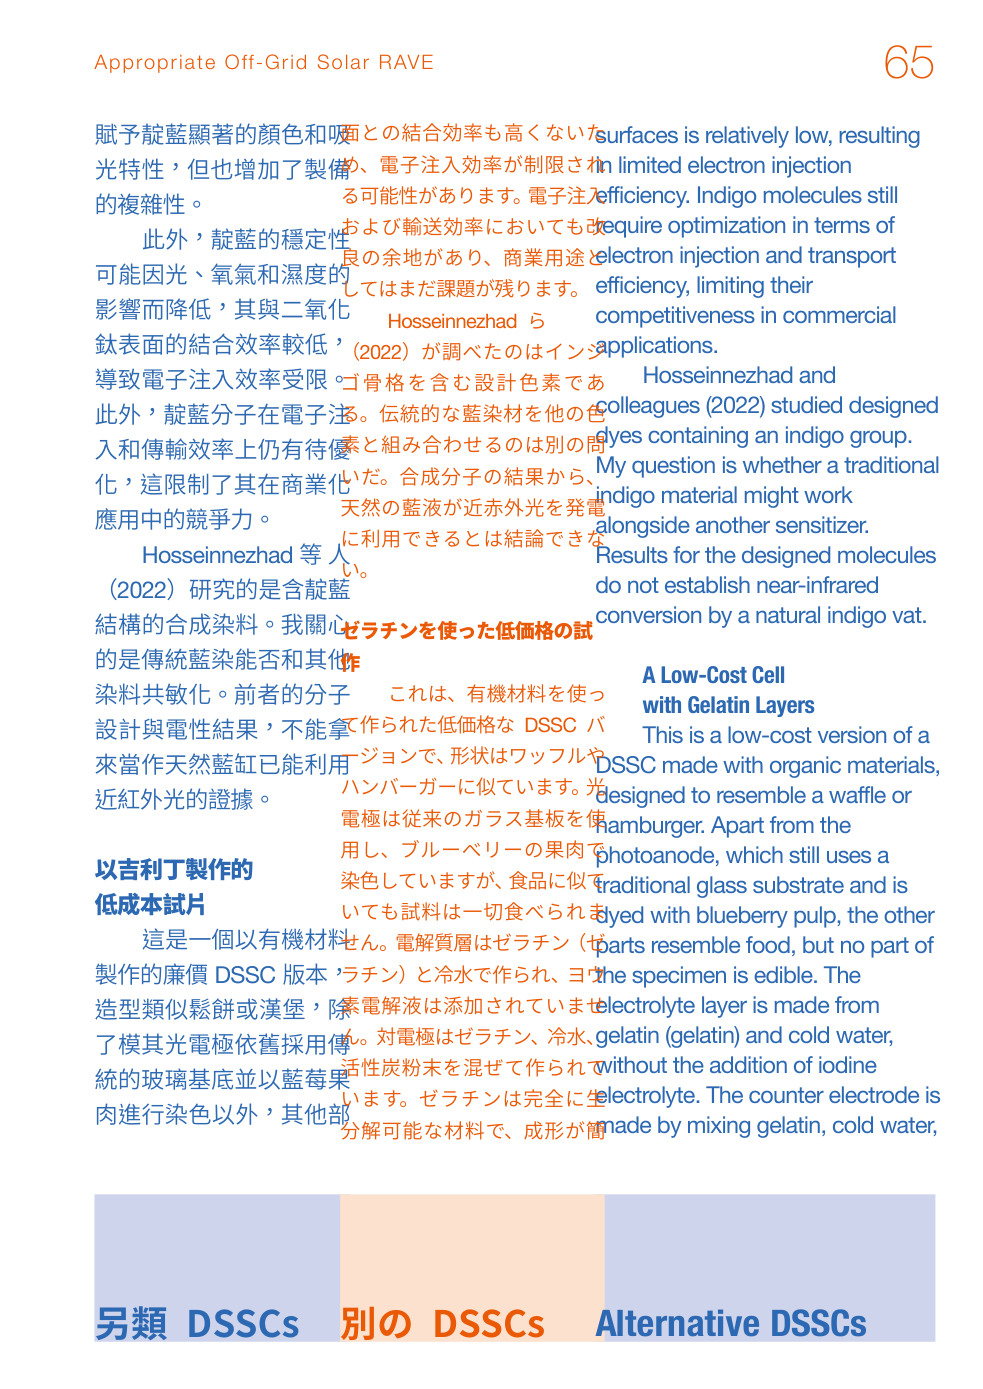 Appropriate Off-Grid Solar RAVE
65
賦予靛藍顯著的顏色和吸
光特性，但也增加了製備
的複雜性。
此外，靛藍的穩定性
可能因光、氧氣和濕度的
影響而降低，其與二氧化
鈦表面的結合效率較低，
導致電子注入效率受限。
此外，靛藍分子在電子注
入和傳輸效率上仍有待優
化，這限制了其在商業化
應用中的競爭力。
Hosseinnezhad 等人
（2022）研究的是含靛藍
結構的合成染料。我關心
的是傳統藍染能否和其他
染料共敏化。前者的分子
設計與電性結果，不能拿
來當作天然藍缸已能利用
近紅外光的證據。
以吉利丁製作的
低成本試片
這是一個以有機材料
製作的廉價 DSSC 版本，
造型類似鬆餅或漢堡，除
了模其光電極依舊採用傳
統的玻璃基底並以藍莓果
肉進行染色以外，其他部
面との結合効率も高くないた
め、電子注入効率が制限され
る可能性があります。電子注入
および輸送効率においても改
良の余地があり、商業用途と
してはまだ課題が残ります。
Hosseinnezhad ら
（2022）が調べたのはインジ
ゴ骨格を含む設計色素であ
る。伝統的な藍染材を他の色
素と組み合わせるのは別の問
いだ。合成分子の結果から、
天然の藍液が近赤外光を発電
に利用できるとは結論できな
い。
ゼラチンを使った低価格の試
作
これは、有機材料を使っ
て作られた低価格な DSSC バ
ージョンで、形状はワッフルや
ハンバーガーに似ています。光
電極は従来のガラス基板を使
用し、ブルーベリーの果肉で
染色していますが、食品に似て
いても試料は一切食べられま
せん。電解質層はゼラチン（ゼ
ラチン）と冷水で作られ、ヨウ
素電解液は添加されていませ
ん。対電極はゼラチン、冷水、
活性炭粉末を混ぜて作られて
います。ゼラチンは完全に生
分解可能な材料で、成形が簡
surfaces is relatively low, resulting
in limited electron injection
efficiency. Indigo molecules still
require optimization in terms of
electron injection and transport
efficiency, limiting their
competitiveness in commercial
applications.
Hosseinnezhad and
colleagues (2022) studied designed
dyes containing an indigo group.
My question is whether a traditional
indigo material might work
alongside another sensitizer.
Results for the designed molecules
do not establish near-infrared
conversion by a natural indigo vat.
A Low-Cost Cell
with Gelatin Layers
This is a low-cost version of a
DSSC made with organic materials,
designed to resemble a waffle or
hamburger. Apart from the
photoanode, which still uses a
traditional glass substrate and is
dyed with blueberry pulp, the other
parts resemble food, but no part of
the specimen is edible. The
electrolyte layer is made from
gelatin (gelatin) and cold water,
without the addition of iodine
electrolyte. The counter electrode is
made by mixing gelatin, cold water,
另類 DSSCs
別の DSSCs
Alternative DSSCs